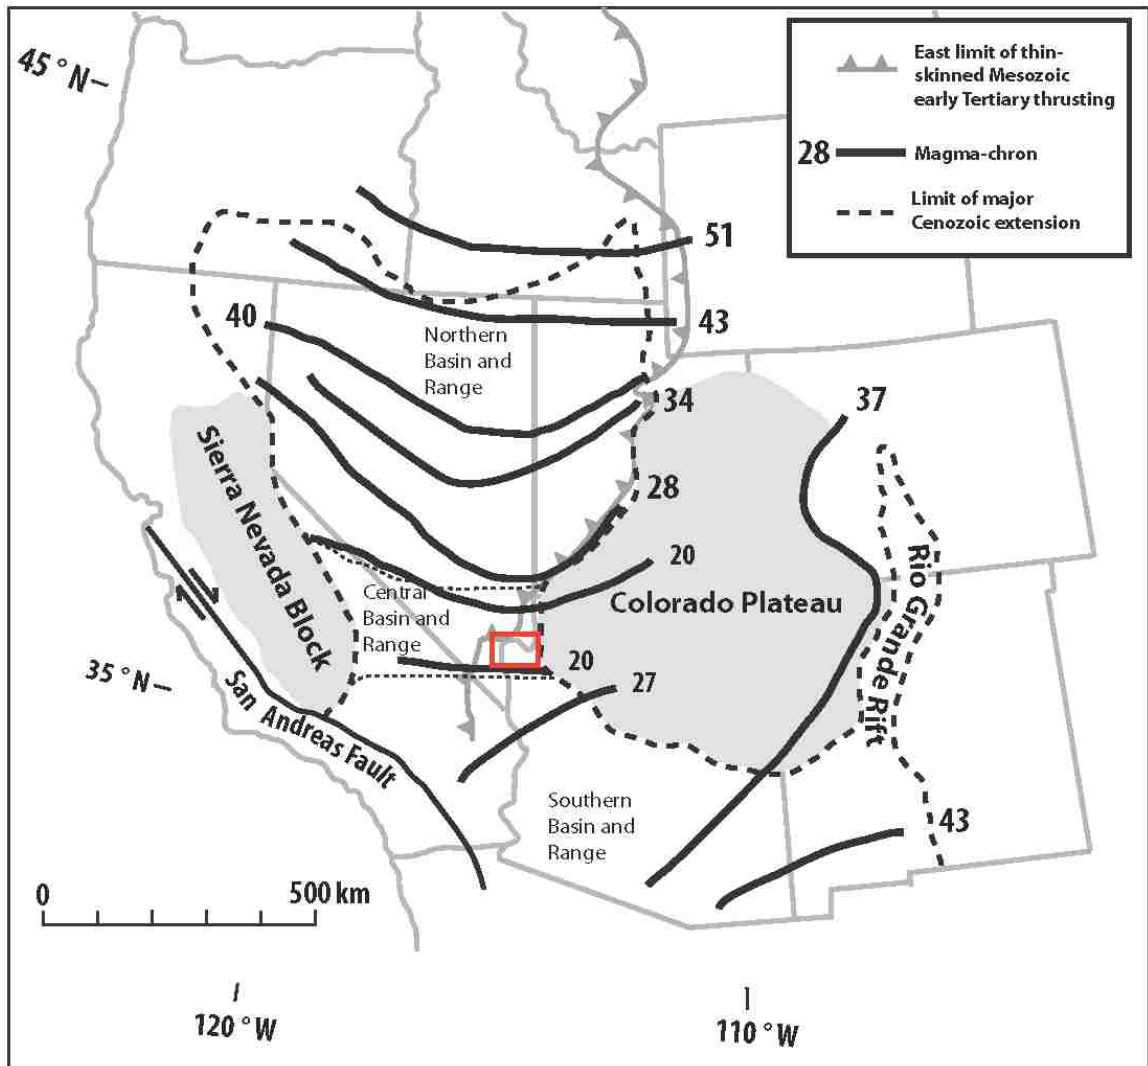 45 °N
East limit of thin-
skinned Mesozoic
early Tertiary thrusting
28
Magma-chron
Limit of major
Cenozoic extension
51
40
43
Northern
Basin and
Range
34
37
Sierra Nevada Block
28
20
Rio Grande Rift
Central
Basin and
Range
Colorado Plateau
35 °N
20
27
San Andreas Fault
Southern
Basin and
Range
43
0
500 km
120 °W
110 °W